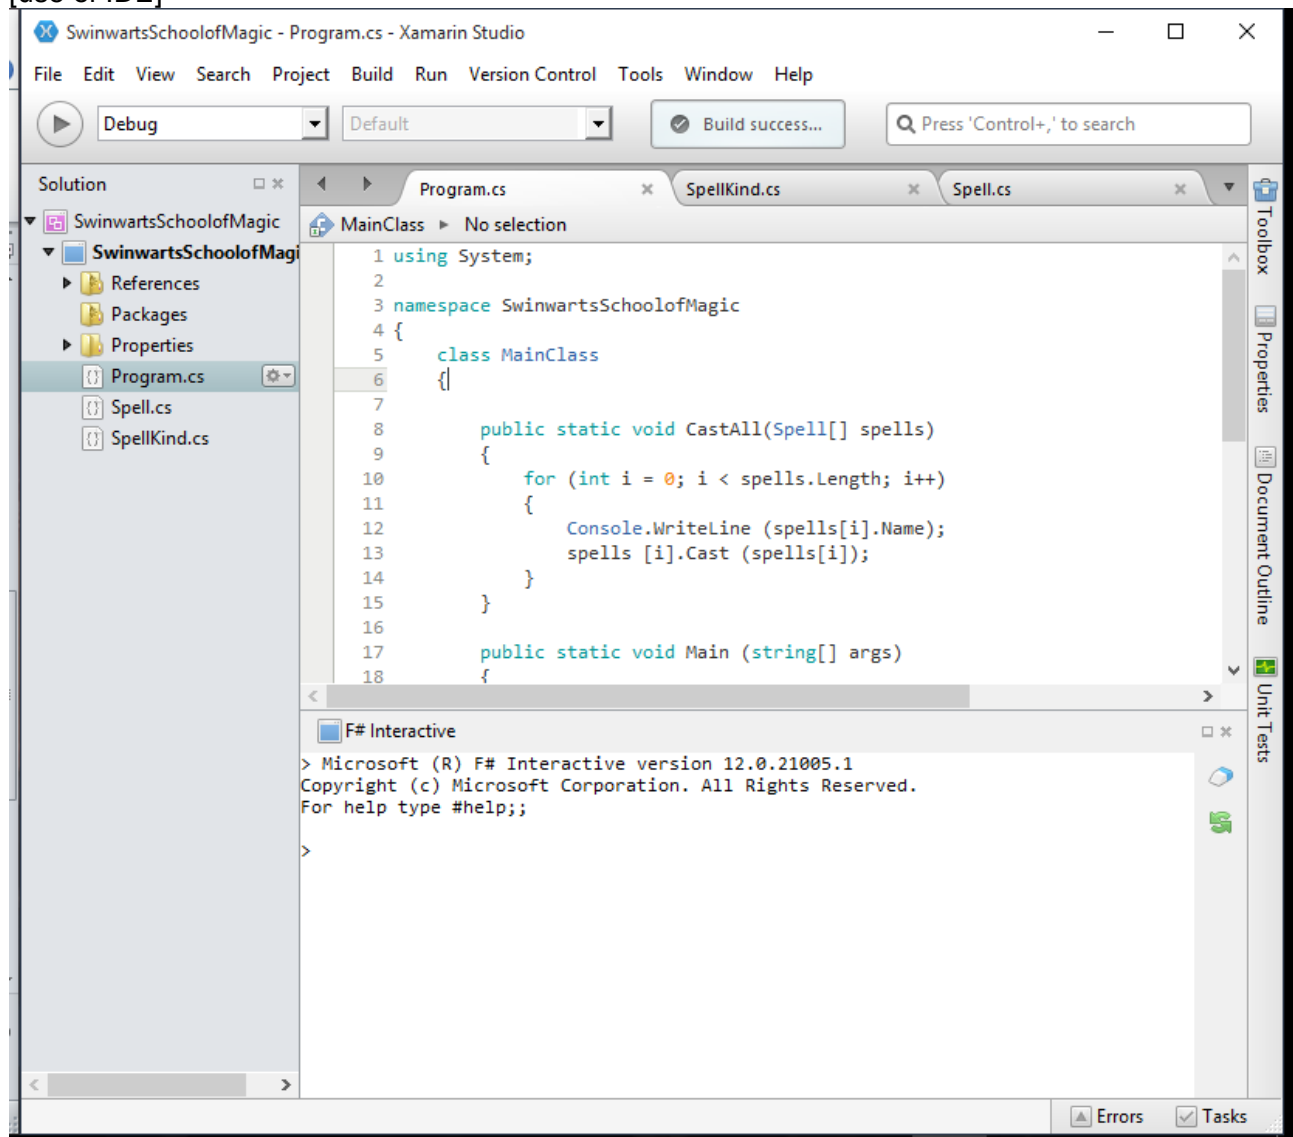 [use of IDE]
SwinwartsSchoolofMagic - Program.cs - Xamarin Studio
File Edit View Search Project Build Run Version Control Tools Window Help
Debug Default Build success... Press 'Control+,' to search
Solution
SwinwartsSchoolofMagic
SwinwartsSchoolofMagi
References
Packages
Properties
Program.cs
Spell.cs
SpellKind.cs
Program.cs SpellKind.cs Spell.cs
MainClass No selection
1 using System;
2
3 namespace SwinwartsSchoolofMagic
4 {
5 class MainClass
6 {
7
8 public static void CastAll(Spell[] spells)
9 {
10 for (int i = 0; i < spells.Length; i++)
11 {
12 Console.WriteLine (spells[i].Name);
13 spells [i].Cast (spells[i]);
14 }
15 }
16
17 public static void Main (string[] args)
18 {
F# Interactive
> Microsoft (R) F# Interactive version 12.0.21005.1
Copyright (c) Microsoft Corporation. All Rights Reserved.
For help type #help;;
>
Toolbox
Properties
Document Outline
Unit Tests
Errors Tasks